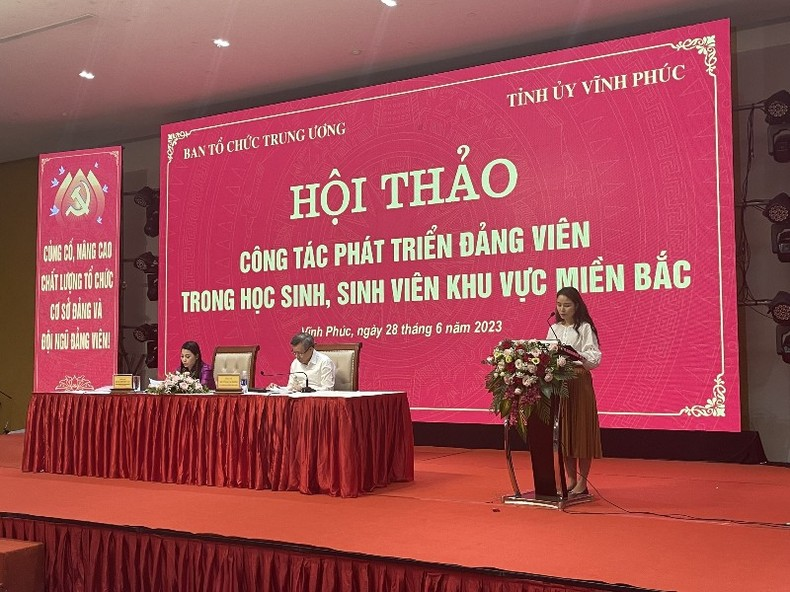 BAN TỔ CHỨC TRUNG ƯƠNG
TỈNH ỦY VĨNH PHÚC
HỘI THẢO
CÔNG TÁC PHÁT TRIỂN ĐẢNG VIÊN
TRONG HỌC SINH, SINH VIÊN KHU VỰC MIỀN BẮC
Vĩnh Phúc, ngày 28 tháng 6 năm 2023
CỦNG CỐ, NÂNG CAO
CHẤT LƯỢNG TỔ CHỨC
CƠ SỞ ĐẢNG VÀ
ĐỘI NGŨ ĐẢNG VIÊN!